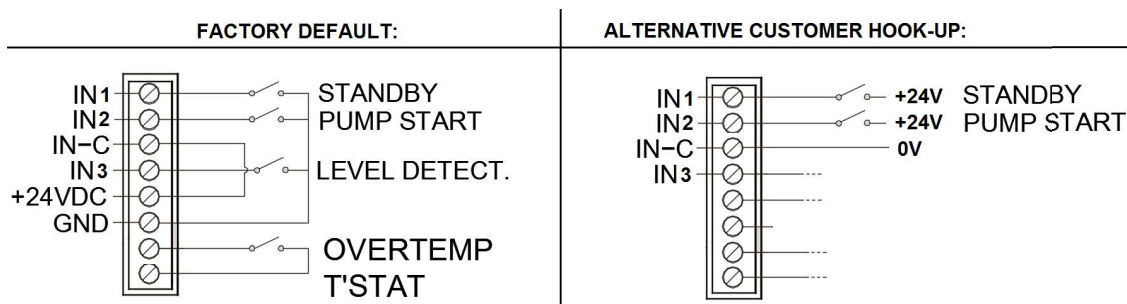 FACTORY DEFAULT:
IN1
IN2
IN-C
IN3
+24VDC
GND
STANDBY
PUMP START
LEVEL DETECT.
OVERTEMP
T'STAT
ALTERNATIVE CUSTOMER HOOK-UP:
IN1
IN2
IN-C
IN3
+24V STANDBY
+24V PUMP START
0V